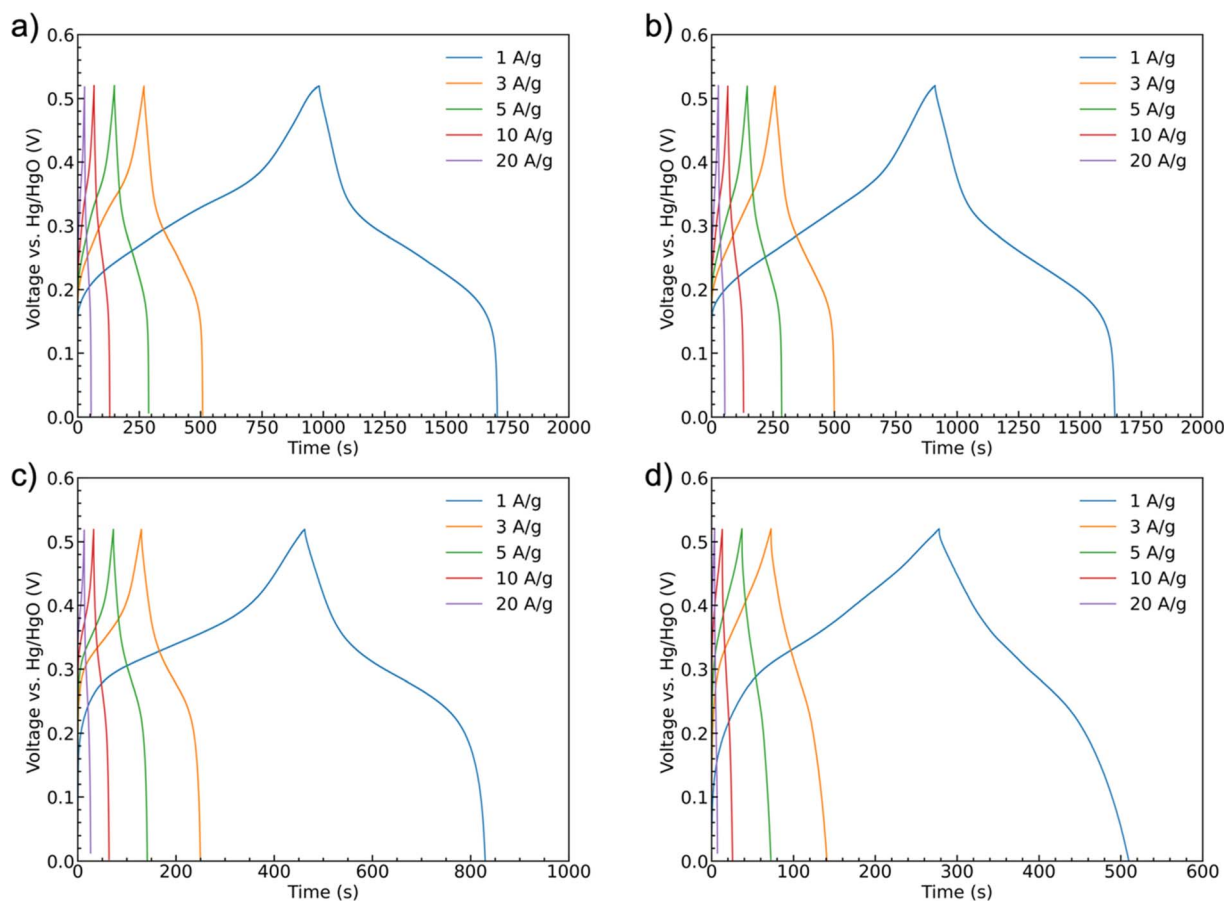 a)
Voltage vs. Hg/HgO (V)
0.6
0.5
0.4
0.3
0.2
0.1
0.0
1 A/g
3 A/g
5 A/g
10 A/g
20 A/g
0 250 500 750 1000 1250 1500 1750 2000
Time (s)
b)
Voltage vs. Hg/HgO (V)
0.6
0.5
0.4
0.3
0.2
0.1
0.0
1 A/g
3 A/g
5 A/g
10 A/g
20 A/g
0 250 500 750 1000 1250 1500 1750 2000
Time (s)
c)
Voltage vs. Hg/HgO (V)
0.6
0.5
0.4
0.3
0.2
0.1
0.0
1 A/g
3 A/g
5 A/g
10 A/g
20 A/g
0 200 400 600 800 1000
Time (s)
d)
Voltage vs. Hg/HgO (V)
0.6
0.5
0.4
0.3
0.2
0.1
0.0
1 A/g
3 A/g
5 A/g
10 A/g
20 A/g
0 100 200 300 400 500 600
Time (s)